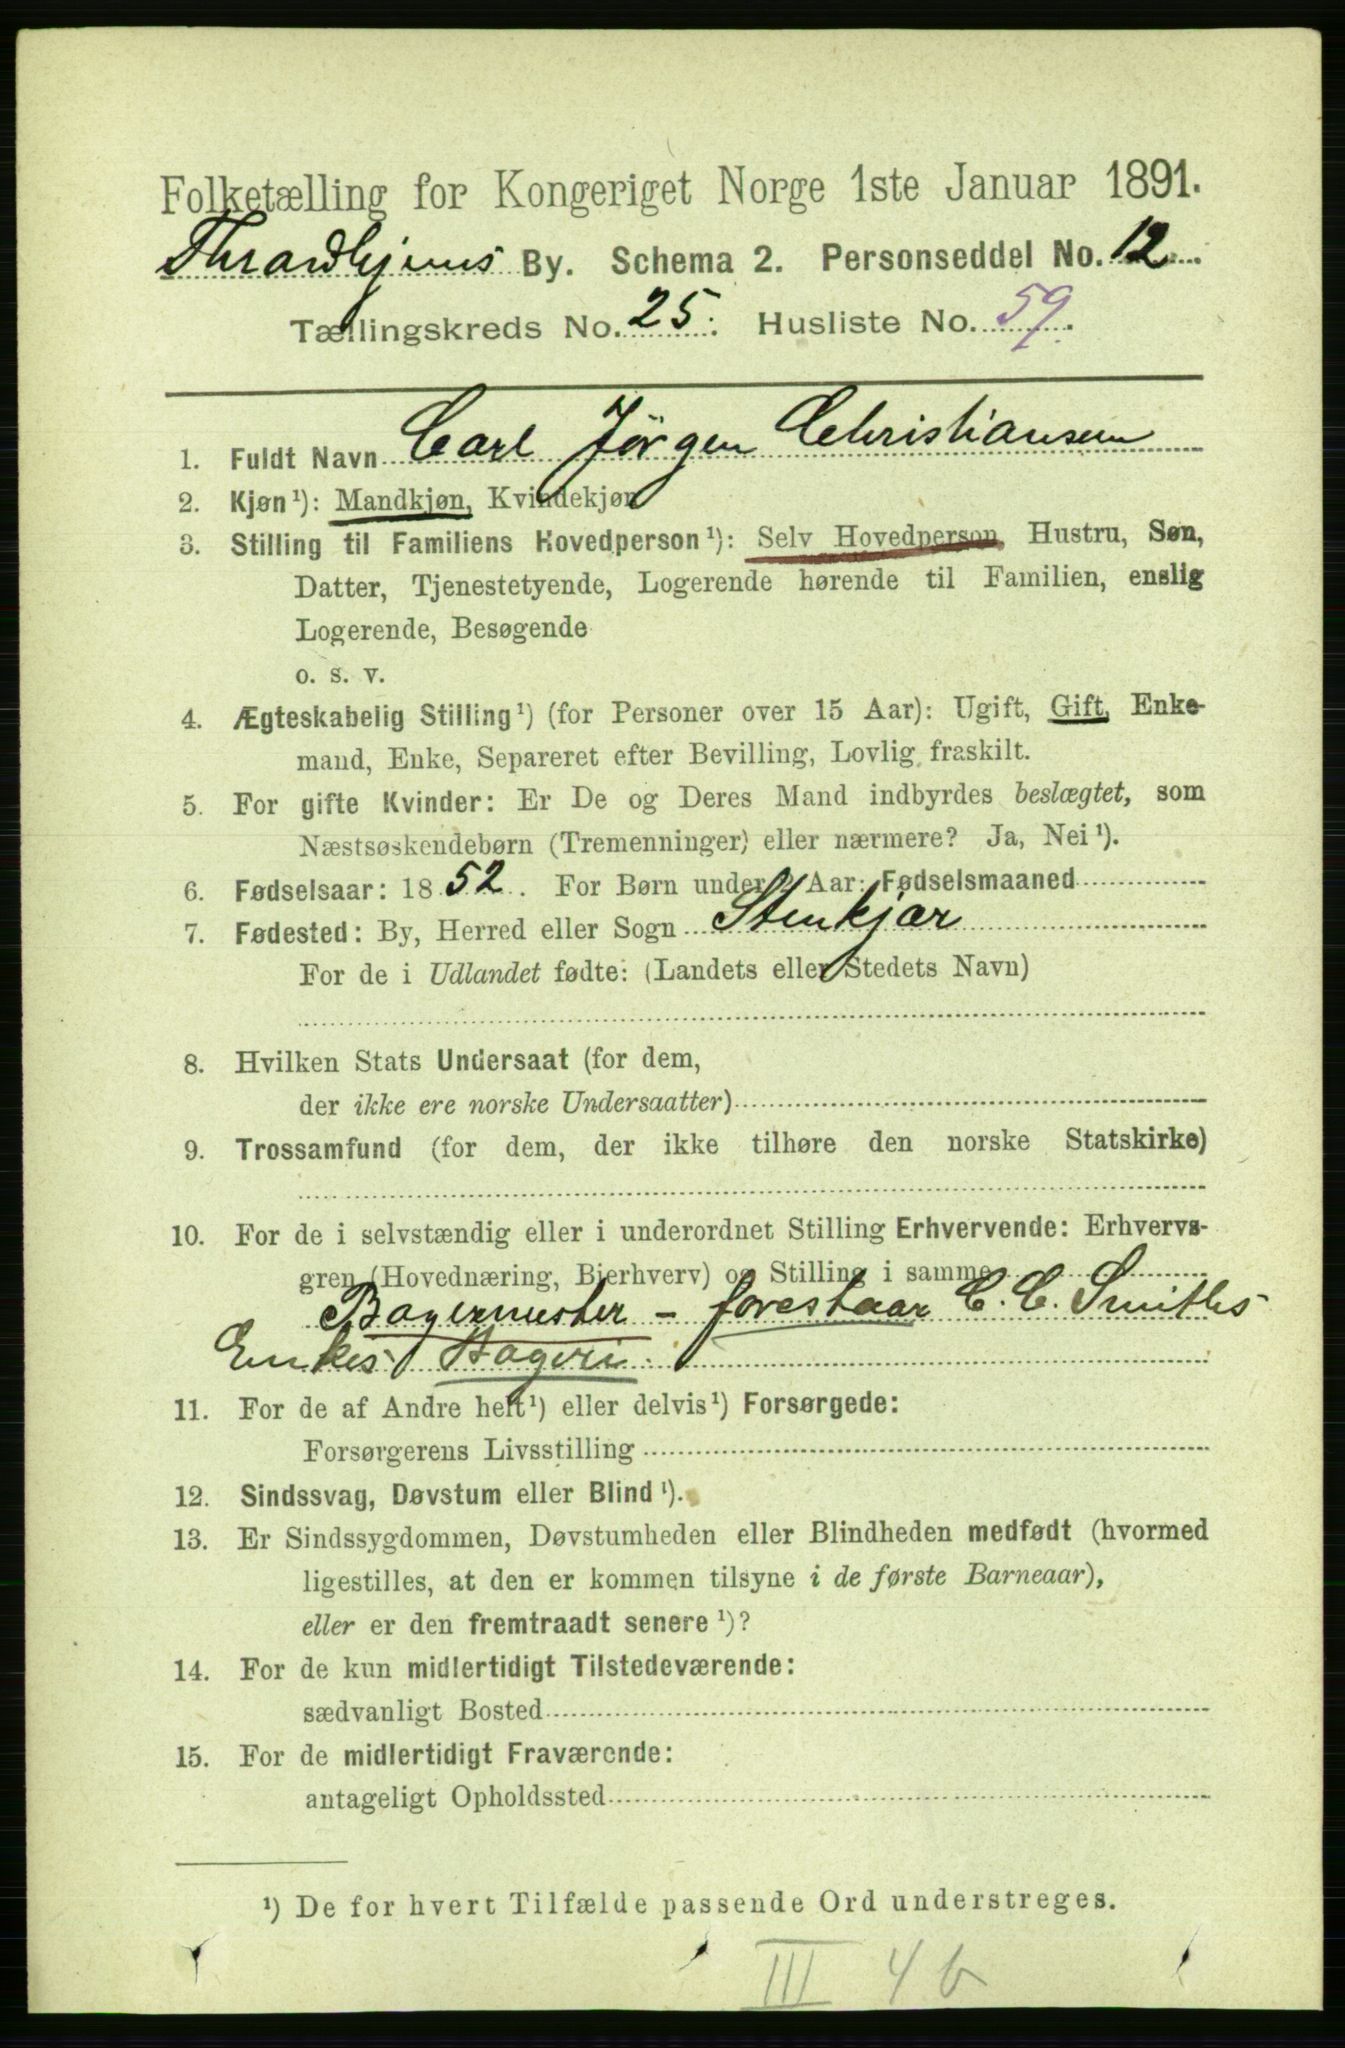 Folketælling for Kongeriget Norge 1ste Januar 1891.
Throndhjems By. Schema 2. Personseddel No. 12
Tællingskreds No. 25. Husliste No. 59.
1. Fuldt Navn Carl Jørgen Christiansen
2. Kjøn¹): Mandkjøn, Kvindekjøn
3. Stilling til Familiens Hovedperson¹): Selv Hovedperson, Hustru, Søn,
Datter, Tjenestetyende, Logerende hørende til Familien, enslig
Logerende, Besøgende
o. s. v.
4. Ægteskabelig Stilling¹) (for Personer over 15 Aar): Ugift, Gift, Enke-
mand, Enke, Separeret efter Bevilling, Lovlig fraskilt.
5. For gifte Kvinder: Er De og Deres Mand indbyrdes beslægtet, som
Næstsøskendebørn (Tremenninger) eller nærmere? Ja, Nei¹).
6. Fødselsaar: 1852. For Børn under 2 Aar: Fødselsmaaned
7. Fødested: By, Herred eller Sogn Stenkjær
For de i Udlandet fødte: (Landets eller Stedets Navn)
8. Hvilken Stats Undersaat (for dem,
der ikke ere norske Undersaatter)
9. Trossamfund (for dem, der ikke tilhøre den norske Statskirke)
10. For de i selvstændig eller i underordnet Stilling Erhvervende: Erhvervs-
gren (Hovednæring, Bierhverv) og Stilling i samme
Bagermester - forestaar C. C. Smiths
Enkes Bageri.
11. For de af Andre helt¹) eller delvis¹) Forsørgede:
Forsørgerens Livsstilling
12. Sindssvag, Døvstum eller Blind¹).
13. Er Sindssygdommen, Døvstumheden eller Blindheden medfødt (hvormed
ligestilles, at den er kommen tilsyne i de første Barneaar),
eller er den fremtraadt senere¹)?
14. For de kun midlertidigt Tilstedeværende:
sædvanligt Bosted
15. For de midlertidigt Fraværende:
antageligt Opholdssted
¹) De for hvert Tilfælde passende Ord understreges.
III 4 b